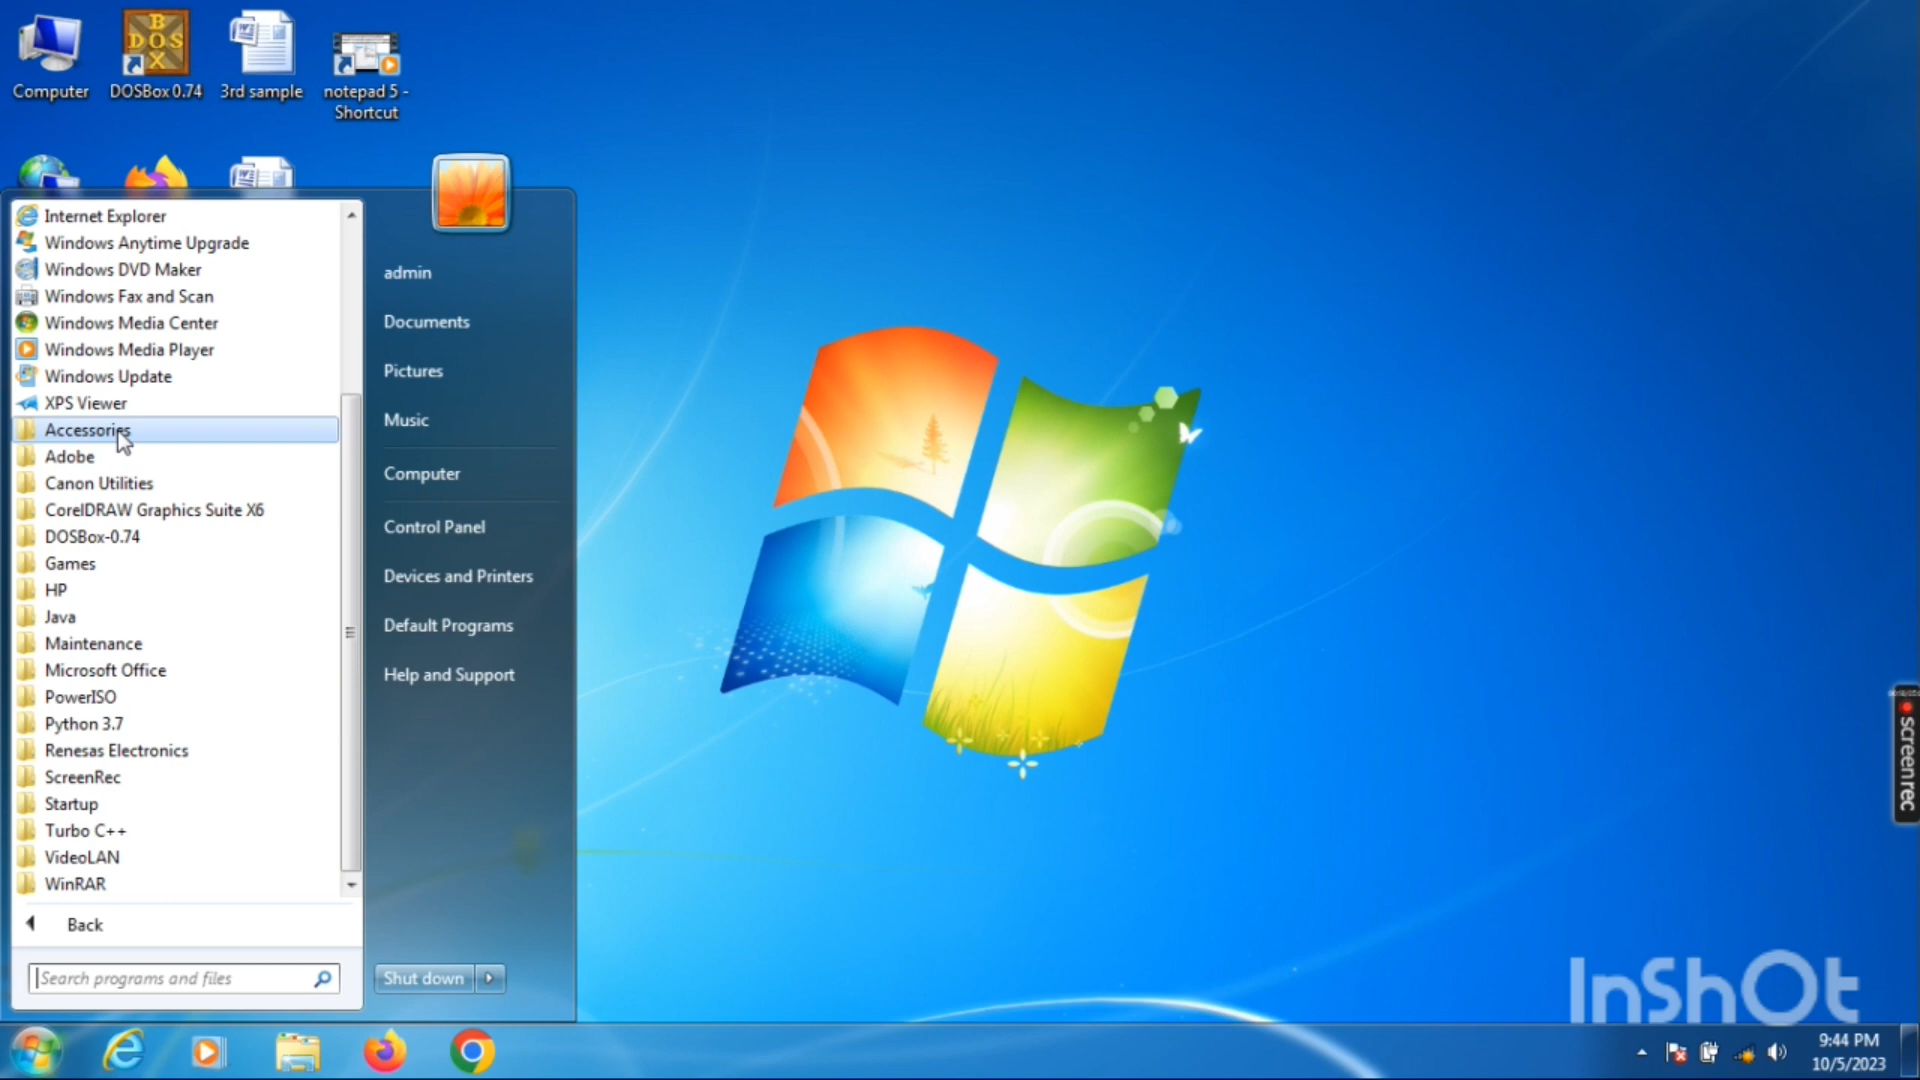 Computer
DOSBox 0.74
3rd sample
notepad 5 -
Shortcut
Internet Explorer
Windows Anytime Upgrade
Windows DVD Maker
Windows Fax and Scan
Windows Media Center
Windows Media Player
Windows Update
XPS Viewer
Accessories
Adobe
Canon Utilities
CorelDRAW Graphics Suite X6
DOSBox-0.74
Games
HP
Java
Maintenance
Microsoft Office
PowerISO
Python 3.7
Renesas Electronics
ScreenRec
Startup
Turbo C++
VideoLAN
WinRAR
Back
Search programs and files
admin
Documents
Pictures
Music
Computer
Control Panel
Devices and Printers
Default Programs
Help and Support
Shut down
screenrec
InShOt
9:44 PM
10/5/2023